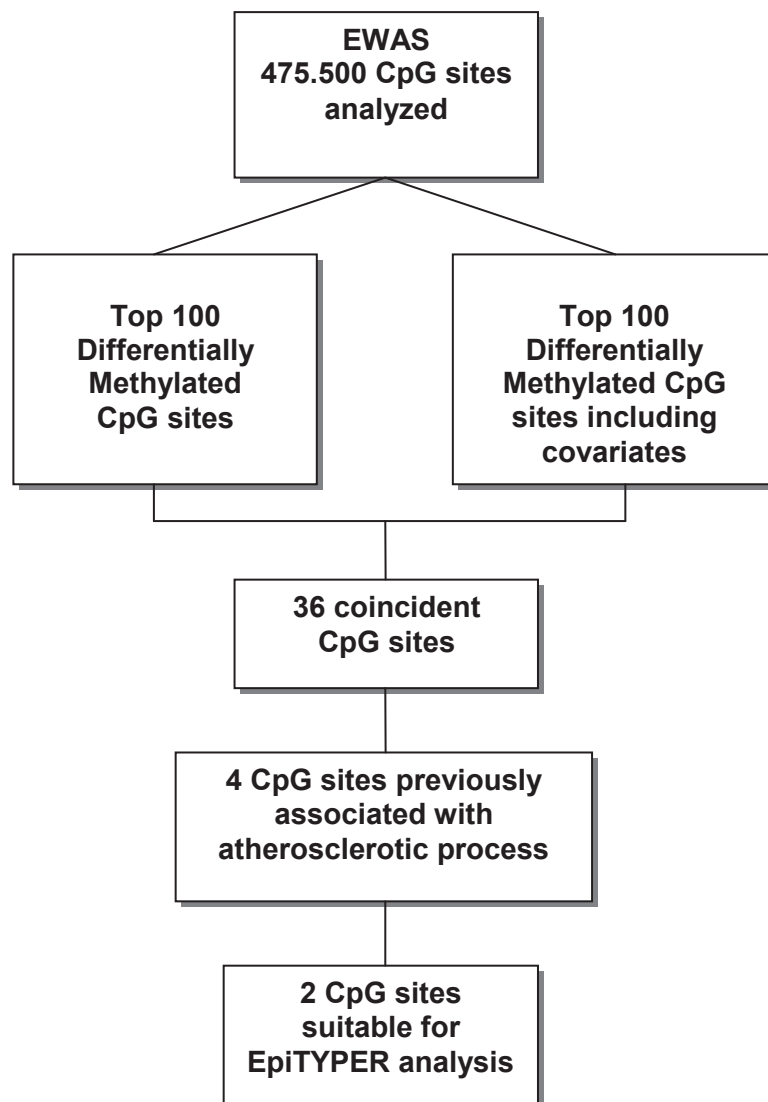 EWAS
475.500 CpG sites
analyzed
Top 100
Differentially
Methylated
CpG sites
Top 100
Differentially
Methylated CpG
sites including
covariates
36 coincident
CpG sites
4 CpG sites previously
associated with
atherosclerotic process
2 CpG sites
suitable for
EpiTYPER analysis